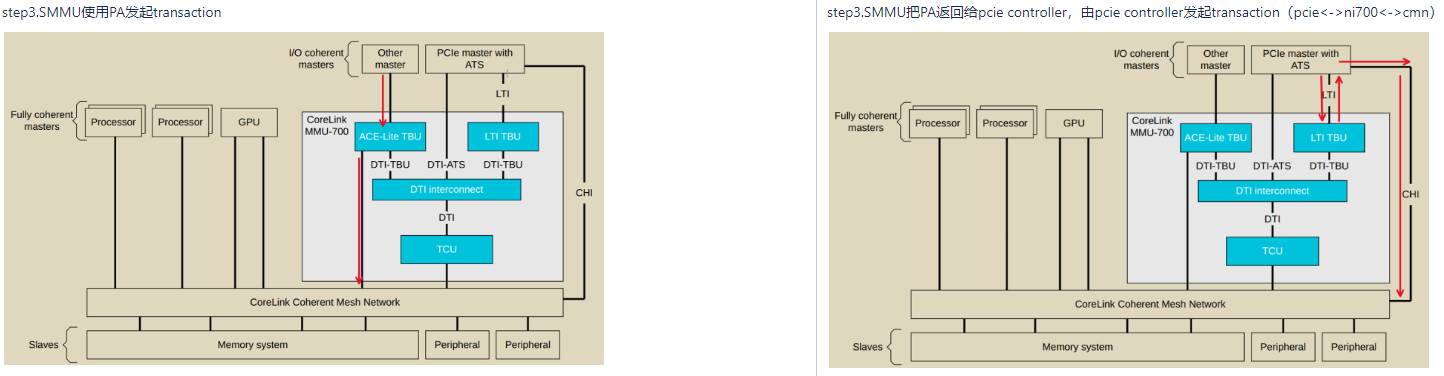 step3.SMMU使用PA发起transaction
I/O coherent
masters
Other
master
PCIe master with
ATS
LTI
Fully coherent
masters
Processor
Processor
GPU
CoreLink
MMU-700
ACE-Lite TBU
LTI TBU
DTI-TBU
DTI-ATS
DTI-TBU
DTI interconnect
CHI
DTI
TCU
CoreLink Coherent Mesh Network
Slaves
Memory system
Peripheral
Peripheral
step3.SMMU把PA返回给pcie controller，由pcie controller发起transaction（pcie<->ni700<->cmn）
I/O coherent
masters
Other
master
PCIe master with
ATS
LTI
Fully coherent
masters
Processor
Processor
GPU
CoreLink
MMU-700
ACE-Lite TBU
LTI TBU
DTI-TBU
DTI-ATS
DTI-TBU
DTI interconnect
CHI
DTI
TCU
CoreLink Coherent Mesh Network
Slaves
Memory system
Peripheral
Peripheral